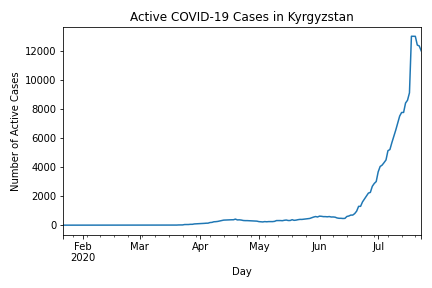 Active COVID-19 Cases in Kyrgyzstan
Number of Active Cases
12000
10000
8000
6000
4000
2000
0
Feb Mar Apr May Jun Jul
2020
Day